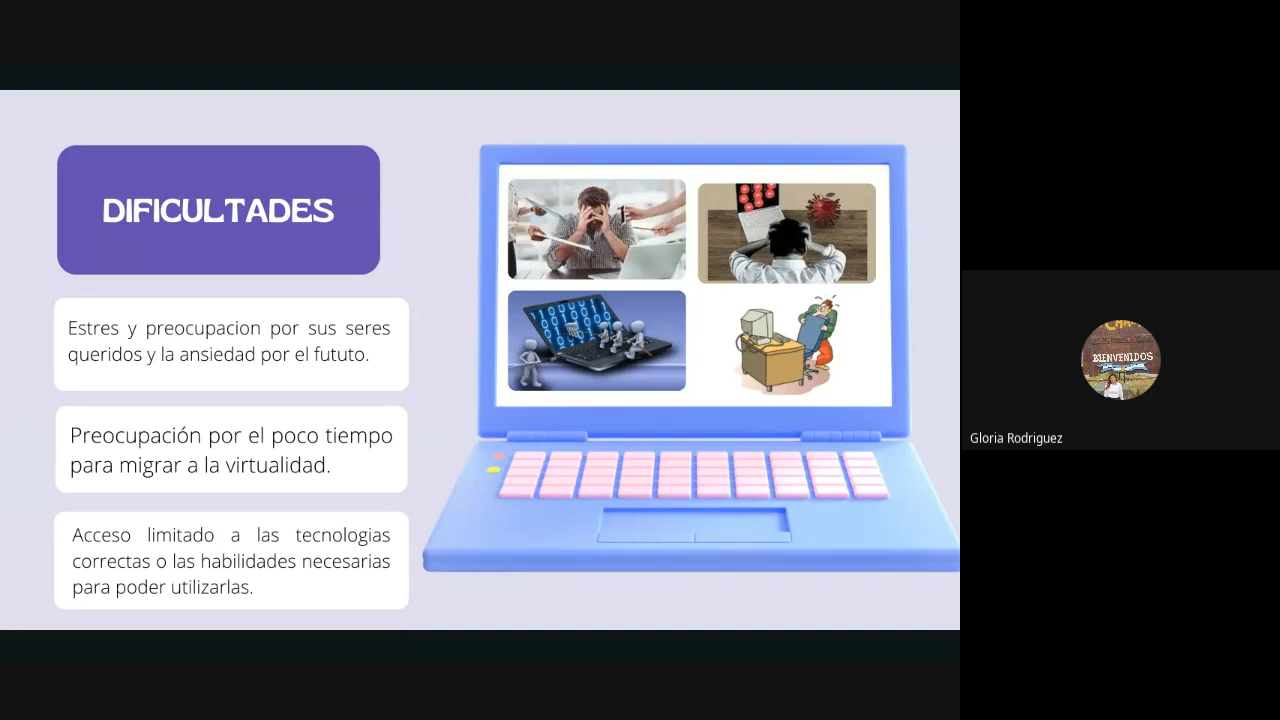 DIFICULTADES
Estres y preocupacion por sus seres
queridos y la ansiedad por el fututo.
Preocupación por el poco tiempo
para migrar a la virtualidad.
Acceso limitado a las tecnologias
correctas o las habilidades necesarias
para poder utilizarlas.
BIENVENIDOS
Gloria Rodriguez